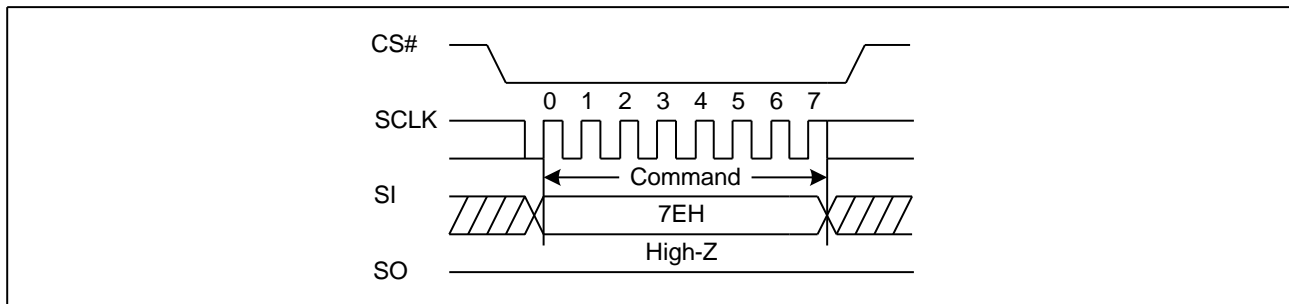 CS#
0 1 2 3 4 5 6 7
SCLK
Command
SI
7EH
High-Z
SO